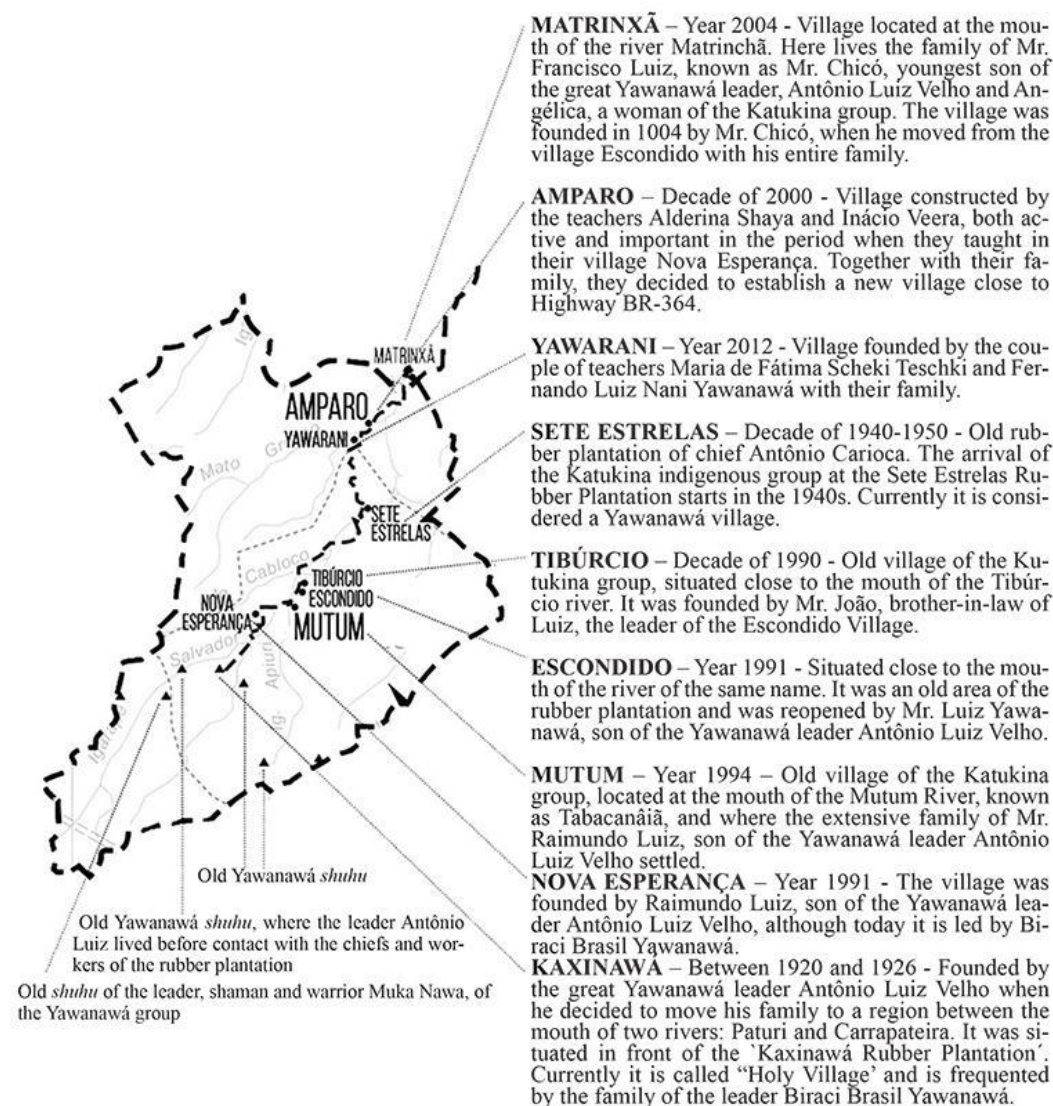 MATRINXÃ – Year 2004 - Village located at the mou-
th of the river Matrinchã. Here lives the family of Mr.
Francisco Luiz, known as Mr. Chicó, youngest son of
the great Yawanawá leader, Antônio Luiz Velho and An-
gélica, a woman of the Katukina group. The village was
founded in 1004 by Mr. Chicó, when he moved from the
village Escondido with his entire family.
AMPARO – Decade of 2000 - Village constructed by
the teachers Alderina Shaya and Inácio Veera, both ac-
tive and important in the period when they taught in
their village Nova Esperança. Together with their fa-
mily, they decided to establish a new village close to
Highway BR-364.
YAWARANI – Year 2012 - Village founded by the cou-
ple of teachers Maria de Fátima Scheki Teschki and Fer-
nando Luiz Nani Yawanawá with their family.
SETE ESTRELAS – Decade of 1940-1950 - Old rub-
ber plantation of chief Antônio Carioca. The arrival of
the Katukina indigenous group at the Sete Estrelas Ru-
bber Plantation starts in the 1940s. Currently it is consi-
dered a Yawanawá village.
TIBÚRCIO – Decade of 1990 - Old village of the Ku-
tukina group, situated close to the mouth of the Tibúr-
cio river. It was founded by Mr. João, brother-in-law of
Luiz, the leader of the Escondido Village.
ESCONDIDO – Year 1991 - Situated close to the mou-
th of the river of the same name. It was an old area of the
rubber plantation and was reopened by Mr. Luiz Yawa-
nawá, son of the Yawanawá leader Antônio Luiz Velho.
MUTUM – Year 1994 – Old village of the Katukina
group, located at the mouth of the Mutum River, known
as Tabacanâiã, and where the extensive family of Mr.
Raimundo Luiz, son of the Yawanawá leader Antônio
Luiz Velho settled.
NOVA ESPERANÇA – Year 1991 - The village was
founded by Raimundo Luiz, son of the Yawanawá lea-
der Antônio Luiz Velho, although today it is led by Bi-
raci Brasil Yawanawá.
KAXINAWÁ – Between 1920 and 1926 - Founded by
the great Yawanawá leader Antônio Luiz Velho when
he decided to move his family to a region between the
mouth of two rivers: Paturi and Carrapateira. It was si-
tuated in front of the `Kaxinawá Rubber Plantation´.
Currently it is called “Holy Village’ and is frequented
by the family of the leader Biraci Brasil Yawanawá.
Ig.
MATRINXÃ
AMPARO
YAWARANI
Mato
SETE
ESTRELAS
Cabloco
TIBÚRCIO
ESCONDIDO
NOVA
ESPERANÇA
MUTUM
Salvador
Apiuri
Ig.
Old Yawanawá shuhu
Old Yawanawá shuhu, where the leader Antônio
Luiz lived before contact with the chiefs and wor-
kers of the rubber plantation
Old shuhu of the leader, shaman and warrior Muka Nawa, of
the Yawanawá group